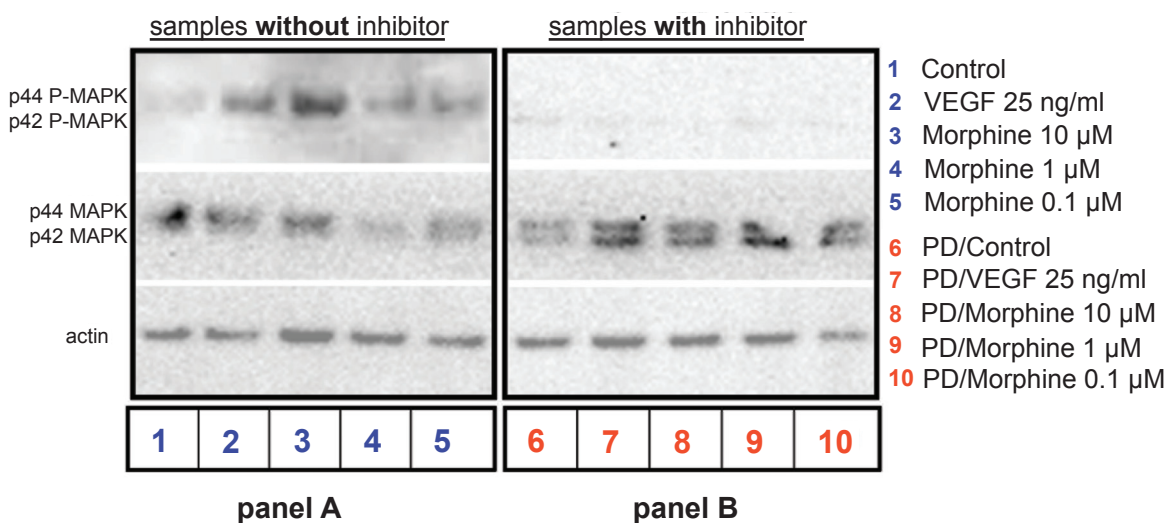 samples without inhibitor
samples with inhibitor
p44 P-MAPK
p42 P-MAPK
p44 MAPK
p42 MAPK
actin
1 Control
2 VEGF 25 ng/ml
3 Morphine 10 µM
4 Morphine 1 µM
5 Morphine 0.1 µM
6 PD/Control
7 PD/VEGF 25 ng/ml
8 PD/Morphine 10 µM
9 PD/Morphine 1 µM
10 PD/Morphine 0.1 µM
1 2 3 4 5
6 7 8 9 10
panel A
panel B